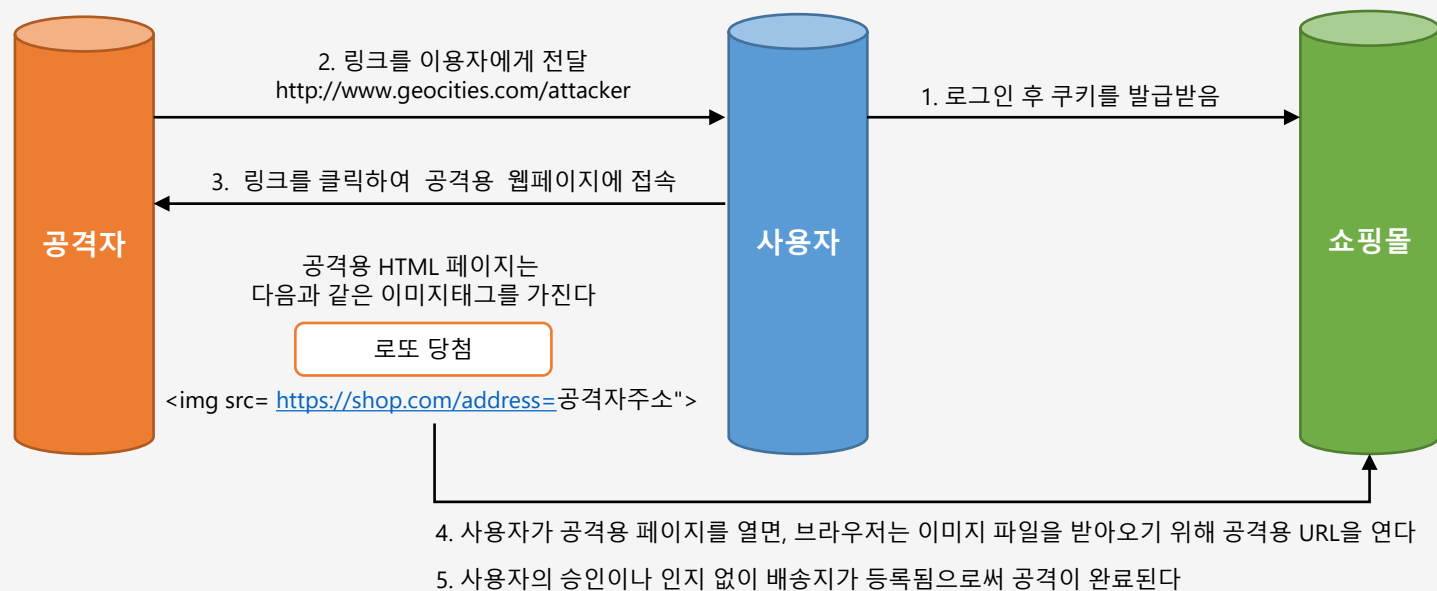 2. 링크를 이용자에게 전달
http://www.geocities.com/attacker
1. 로그인 후 쿠키를 발급받음
3. 링크를 클릭하여 공격용 웹페이지에 접속
공격자
사용자
쇼핑몰
공격용 HTML 페이지는
다음과 같은 이미지태그를 가진다
로또 당첨
<img src= https://shop.com/address=공격자주소">
4. 사용자가 공격용 페이지를 열면, 브라우저는 이미지 파일을 받아오기 위해 공격용 URL을 연다
5. 사용자의 승인이나 인지 없이 배송지가 등록됨으로써 공격이 완료된다